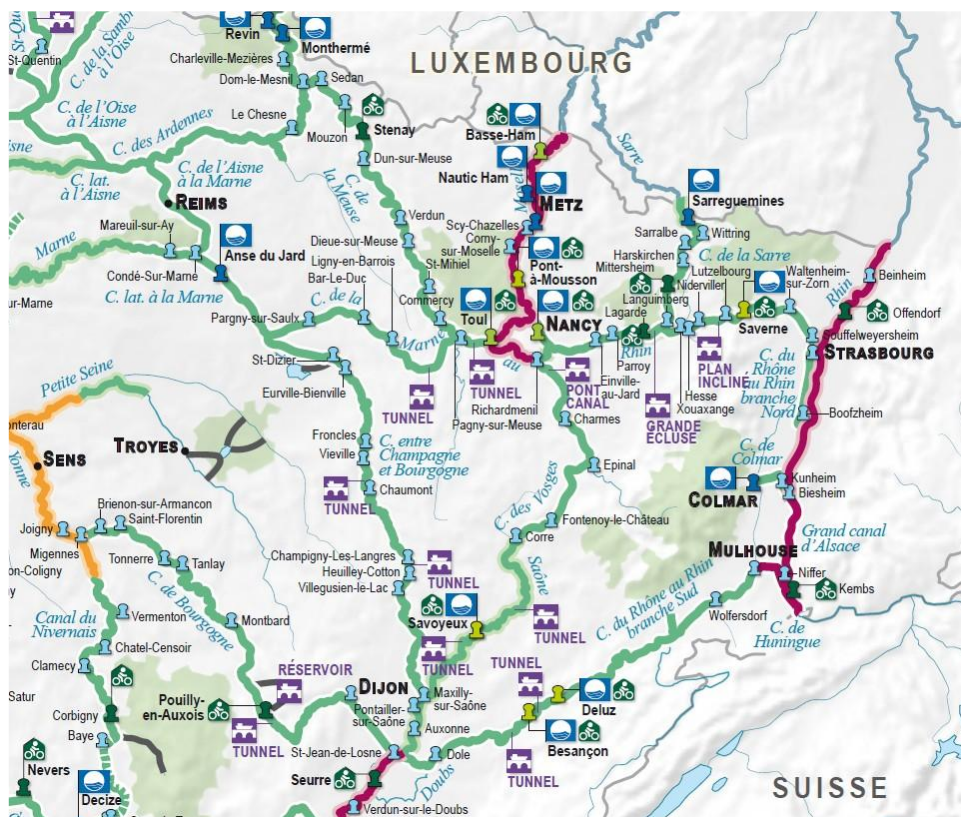 St-Qu
St-Quentin
C. de la Sambre
à l'Oise
C. de l'Oise
à l'Aisne
Revin
Monthermé
Charleville-Mezières
Dom-le-Mesnil
Sedan
Le Chesne
C. des Ardennes
Mouzon
Stenay
Dun-sur-Meuse
LUXEMBOURG
Basse-Ham
Nautic Ham
METZ
Sarre
Sarreguemines
Aisne
C. lat.
à l'Aisne
C. de l'Aisne
à la Marne
REIMS
C. de
la Meuse
Verdun
Dieue-sur-Meuse
Scy-Chazelles
Corny-
sur-Moselle
Pont-
à-Mousson
Sarralbe
Wittring
Harskirchen
Mittersheim
C. de la Sarre
Mareuil-sur-Ay
Marne
Anse du Jard
Condé-Sur-Marne
C. lat. à la Marne
Ligny-en-Barrois
Bar-Le-Duc
St-Mihiel
Commercy
Toul
NANCY
Languimberg
Lagarde
Lutzelbourg
Niderviller
Saverne
Waltenheim-
sur-Zorn
Beinheim
Rhin
Offendorf
sur-Marne
Pargny-sur-Saulx
C. de la
Marne
au
Rhin
Parroy
Einville-
au-Jard
Souffelweyersheim
STRASBOURG
St-Dizier
Eurville-Bienville
TUNNEL
TUNNEL
PONT
CANAL
Richardmenil
Pagny-sur-Meuse
GRANDE
ÉCLUSE
PLAN
INCLINÉ
Hesse
Xouaxange
C. du
Rhône
au Rhin
branche
Nord
Petite Seine
TROYES
Froncles
Vieville
C. entre
Champagne
et Bourgogne
Chaumont
TUNNEL
Charmes
Epinal
Boofzheim
C. de
Colmar
COLMAR
Kunheim
Biesheim
Yonne
SENS
Brienon-sur-Armancon
Saint-Florentin
Joigny
Migennes
Tonnerre
Tanlay
C. des Vosges
Fontenoy-le-Château
Corre
Grand canal
d'Alsace
MULHOUSE
Niffer
Kembs
Champigny-Les-Langres
Heuilley-Cotton
Villegusien-le-Lac
TUNNEL
Saône
Canal du
Nivernais
Vermenton
C. de Bourgogne
Montbard
Savoyeux
TUNNEL
TUNNEL
C. du Rhône au Rhin
branche Sud
Wolfersdorf
C. de
Huningue
Chatel-Censoir
Clamecy
Satur
Corbigny
Baye
Pouilly-
en-Auxois
RÉSERVOIR
TUNNEL
DIJON
Pontailler-
sur-Saône
Maxilly-
sur-Saône
Auxonne
TUNNEL
Deluz
Besançon
TUNNEL
St-Jean-de-Losne
Dole
Doubs
Nevers
Decize
Seurre
Verdun-sur-le-Doubs
SUISSE